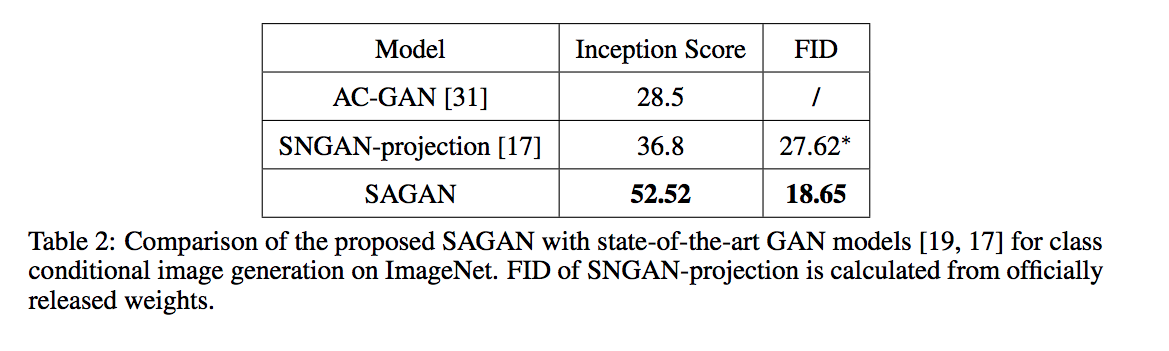 Model Inception Score FID
AC-GAN [31] 28.5 /
SNGAN-projection [17] 36.8 27.62*
SAGAN 52.52 18.65
Table 2: Comparison of the proposed SAGAN with state-of-the-art GAN models [19, 17] for class
conditional image generation on ImageNet. FID of SNGAN-projection is calculated from officially
released weights.